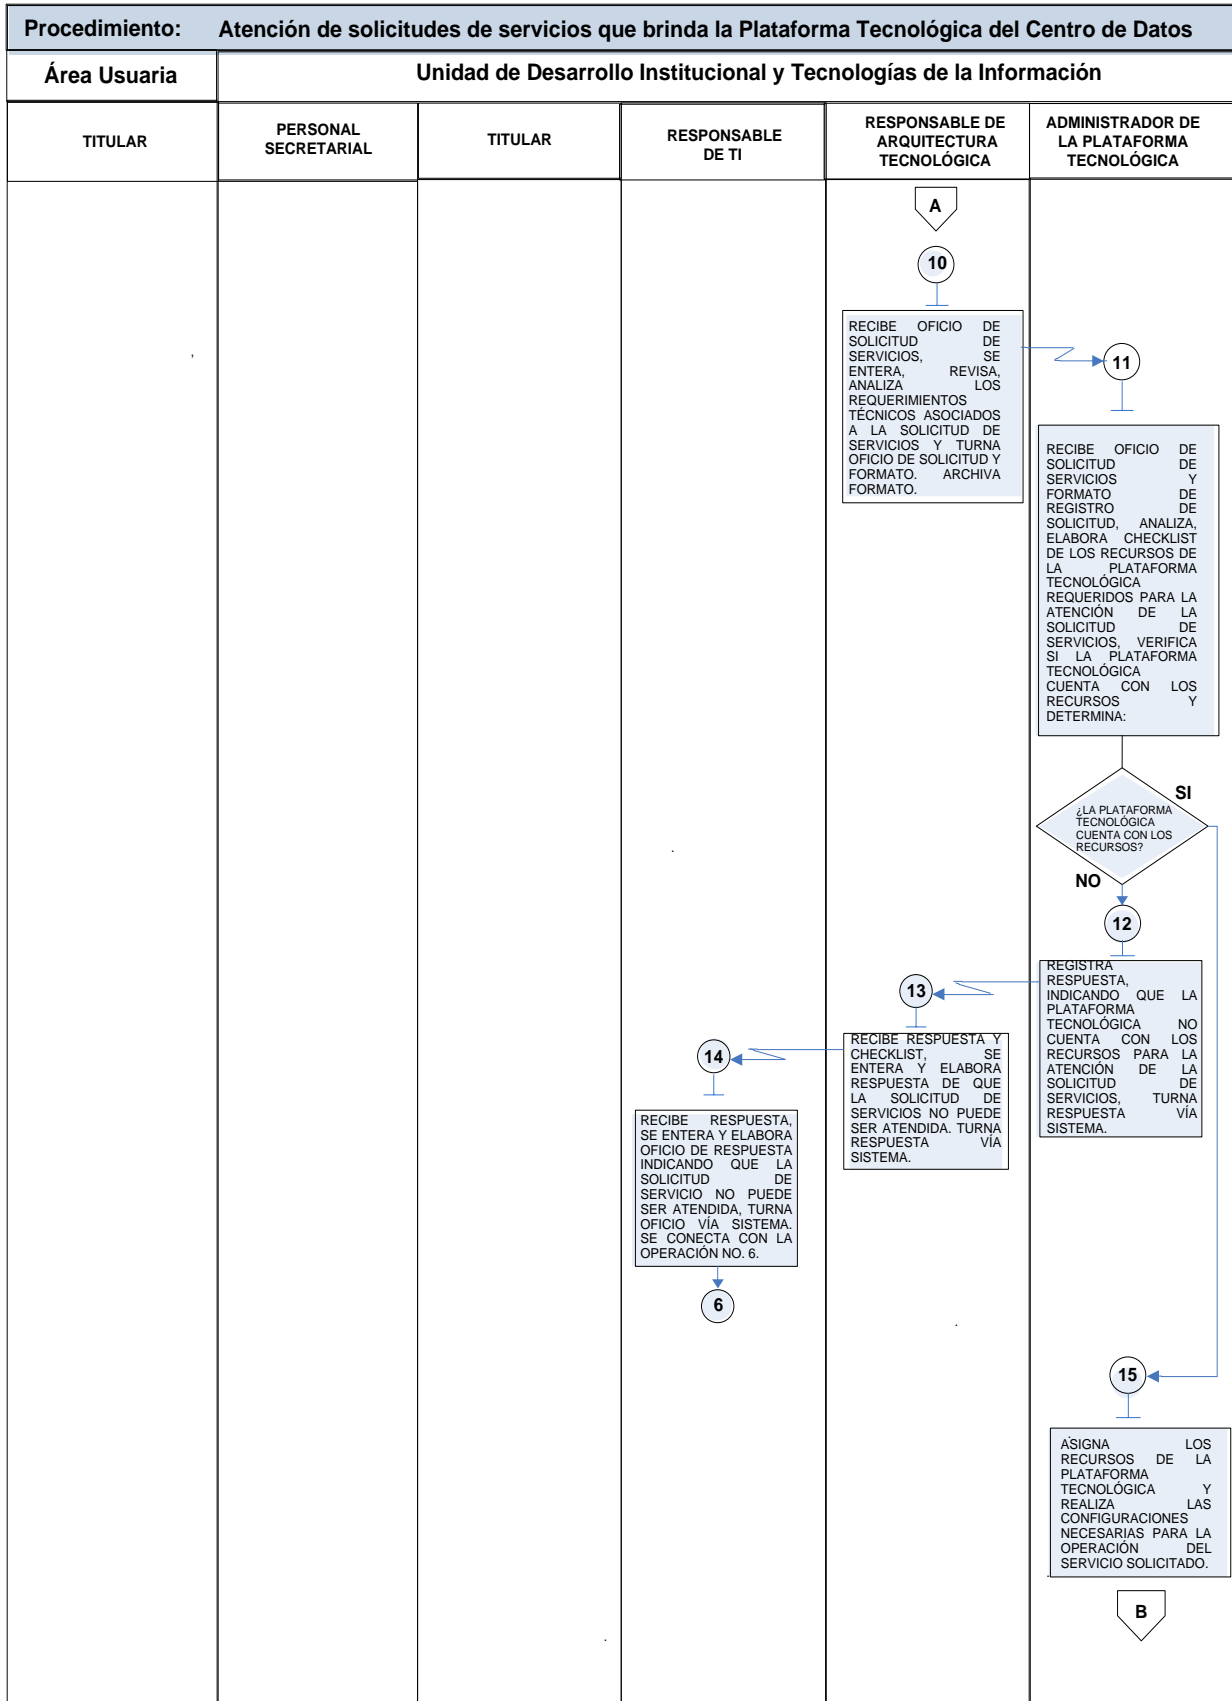 Procedimiento: Atención de solicitudes de servicios que brinda la Plataforma Tecnológica del Centro de Datos
Área Usuaria
Unidad de Desarrollo Institucional y Tecnologías de la Información
TITULAR
PERSONAL
SECRETARIAL
TITULAR
RESPONSABLE
DE TI
RESPONSABLE DE
ARQUITECTURA
TECNOLÓGICA
ADMINISTRADOR DE
LA PLATAFORMA
TECNOLÓGICA
A
10
RECIBE OFICIO DE
SOLICITUD DE
SERVICIOS, SE
ENTERA, REVISA,
ANALIZA LOS
REQUERIMIENTOS
TÉCNICOS ASOCIADOS
A LA SOLICITUD DE
SERVICIOS Y TURNA
OFICIO DE SOLICITUD Y
FORMATO. ARCHIVA
FORMATO.
11
RECIBE OFICIO DE
SOLICITUD DE
SERVICIOS Y
FORMATO DE
REGISTRO DE
SOLICITUD, ANALIZA,
ELABORA CHECKLIST
DE LOS RECURSOS DE
LA PLATAFORMA
TECNOLÓGICA
REQUERIDOS PARA LA
ATENCIÓN DE LA
SOLICITUD DE
SERVICIOS, VERIFICA
SI LA PLATAFORMA
TECNOLÓGICA
CUENTA CON LOS
RECURSOS Y
DETERMINA:
SI
¿LA PLATAFORMA
TECNOLÓGICA
CUENTA CON LOS
RECURSOS?
NO
12
REGISTRA
RESPUESTA,
INDICANDO QUE LA
PLATAFORMA
TECNOLÓGICA NO
CUENTA CON LOS
RECURSOS PARA LA
ATENCIÓN DE LA
SOLICITUD DE
SERVICIOS, TURNA
RESPUESTA VÍA
SISTEMA.
13
RECIBE RESPUESTA Y
CHECKLIST, SE
ENTERA Y ELABORA
RESPUESTA DE QUE
LA SOLICITUD DE
SERVICIOS NO PUEDE
SER ATENDIDA. TURNA
RESPUESTA VÍA
SISTEMA.
14
RECIBE RESPUESTA,
SE ENTERA Y ELABORA
OFICIO DE RESPUESTA
INDICANDO QUE LA
SOLICITUD DE
SERVICIO NO PUEDE
SER ATENDIDA, TURNA
OFICIO VÍA SISTEMA.
SE CONECTA CON LA
OPERACIÓN NO. 6.
6
15
ASIGNA LOS
RECURSOS DE LA
PLATAFORMA
TECNOLÓGICA Y
REALIZA LAS
CONFIGURACIONES
NECESARIAS PARA LA
OPERACIÓN DEL
SERVICIO SOLICITADO.
B